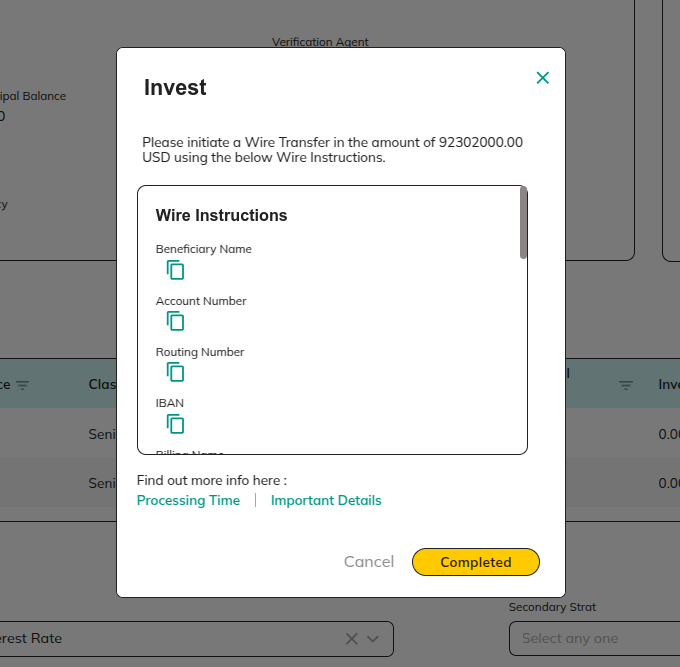 Verification Agent
Invest
ipal Balance
0
Please initiate a Wire Transfer in the amount of 92302000.00
USD using the below Wire Instructions.
cy
Wire Instructions
Beneficiary Name
Account Number
Routing Number
ce
Clas
l
Inve
IBAN
Seni
0.00
Billing Name
Find out more info here :
Seni
0.00
Processing Time | Important Details
Cancel
Completed
Secondary Strat
erest Rate
Select any one